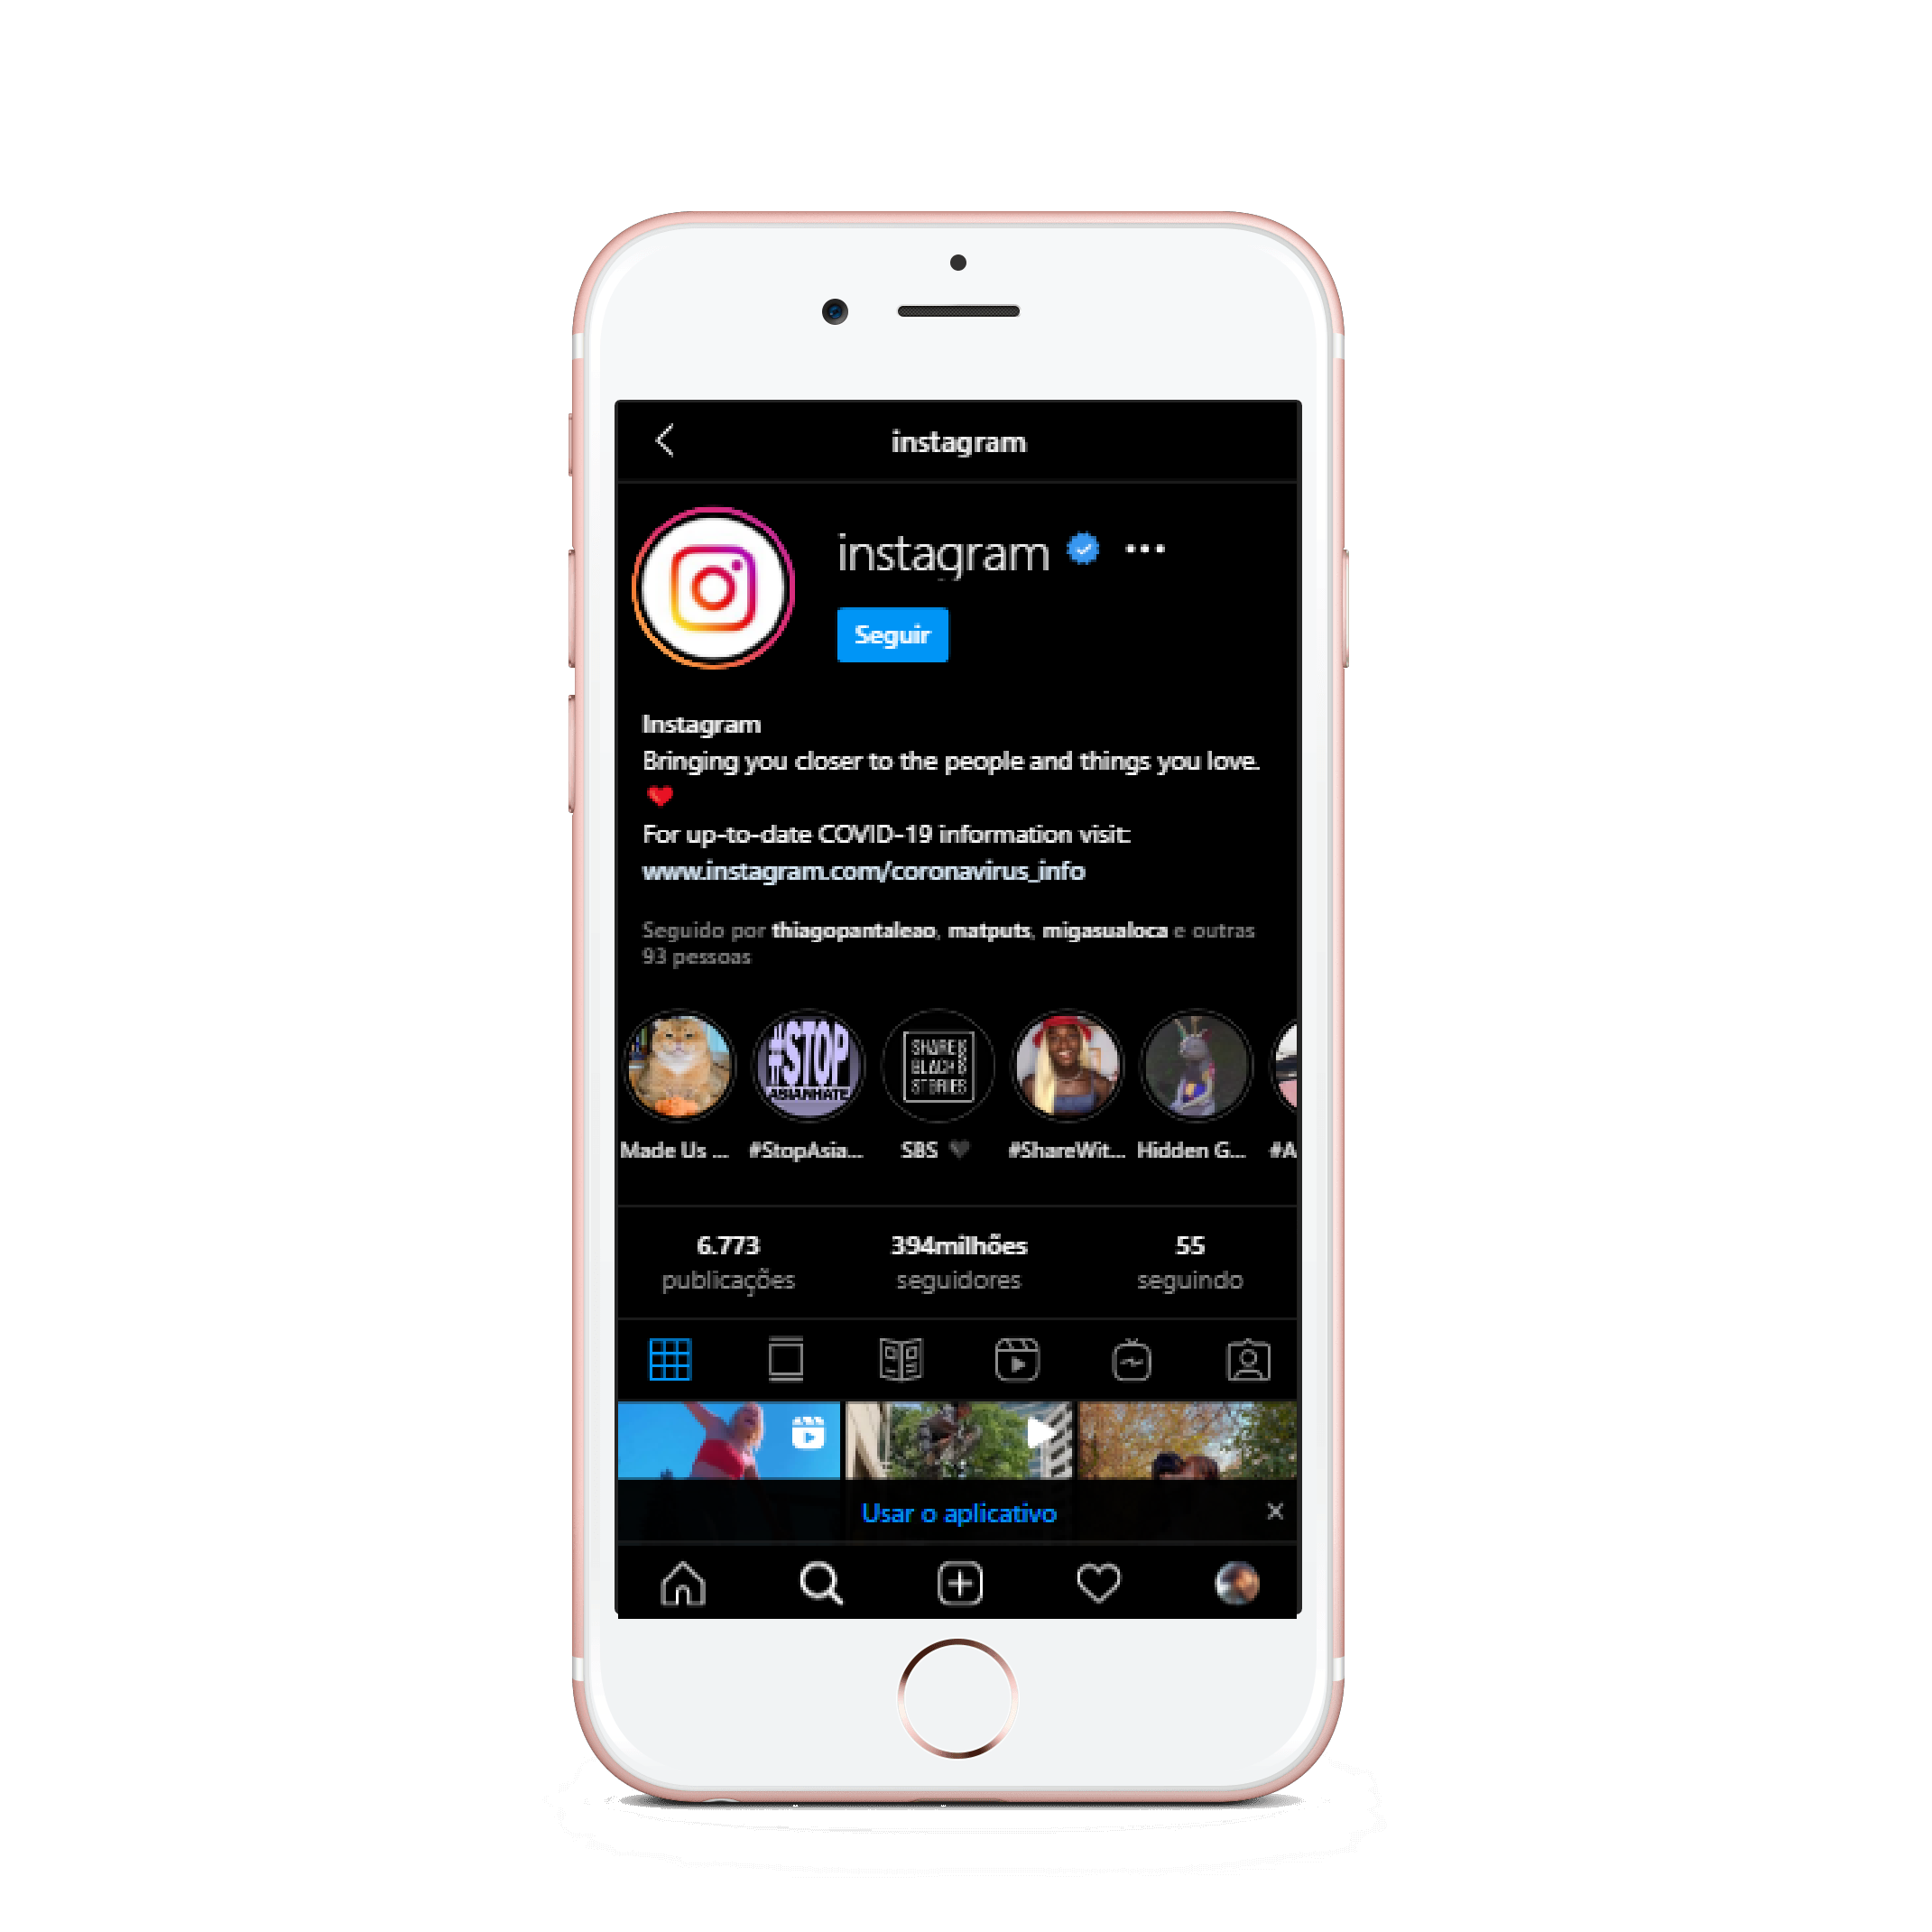 instagram
instagram
Seguir
Instagram
Bringing you closer to the people and things you love.
❤️
For up-to-date COVID-19 information visit:
www.instagram.com/coronavirus_info
Seguido por thiagopantaleao, matputs, migasualoca e outras
93 pessoas
#STOP
ASIANHATE
SHARE
BLACK
STORIES
Made Us ...
#StopAsia...
SBS 🖤
#ShareWit...
Hidden G...
#A
6.773
publicações
394milhões
seguidores
55
seguindo
Usar o aplicativo